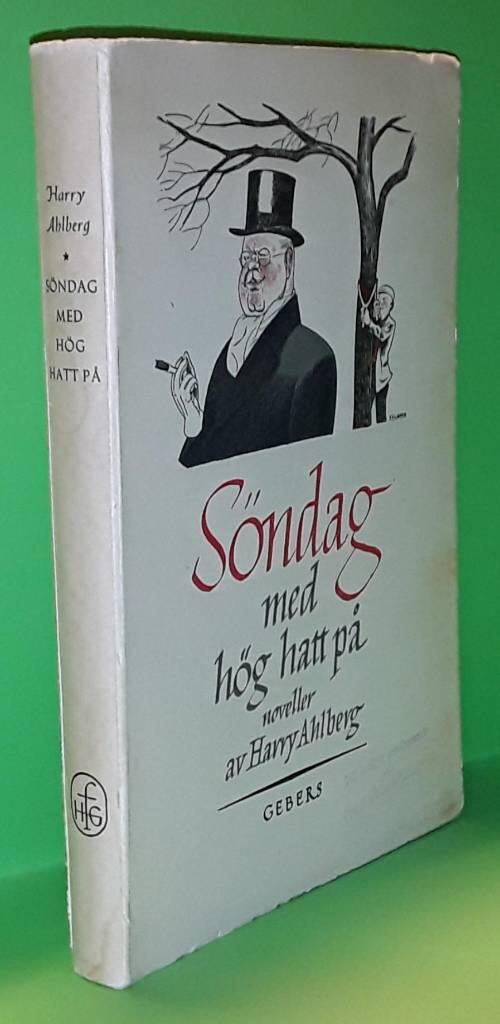 Harry
Ahlberg
★
SÖNDAG
MED
HÖG
HATT PÅ
HfG
Söndag
med
hög hatt på
noveller
av Harry Ahlberg
GEBERS